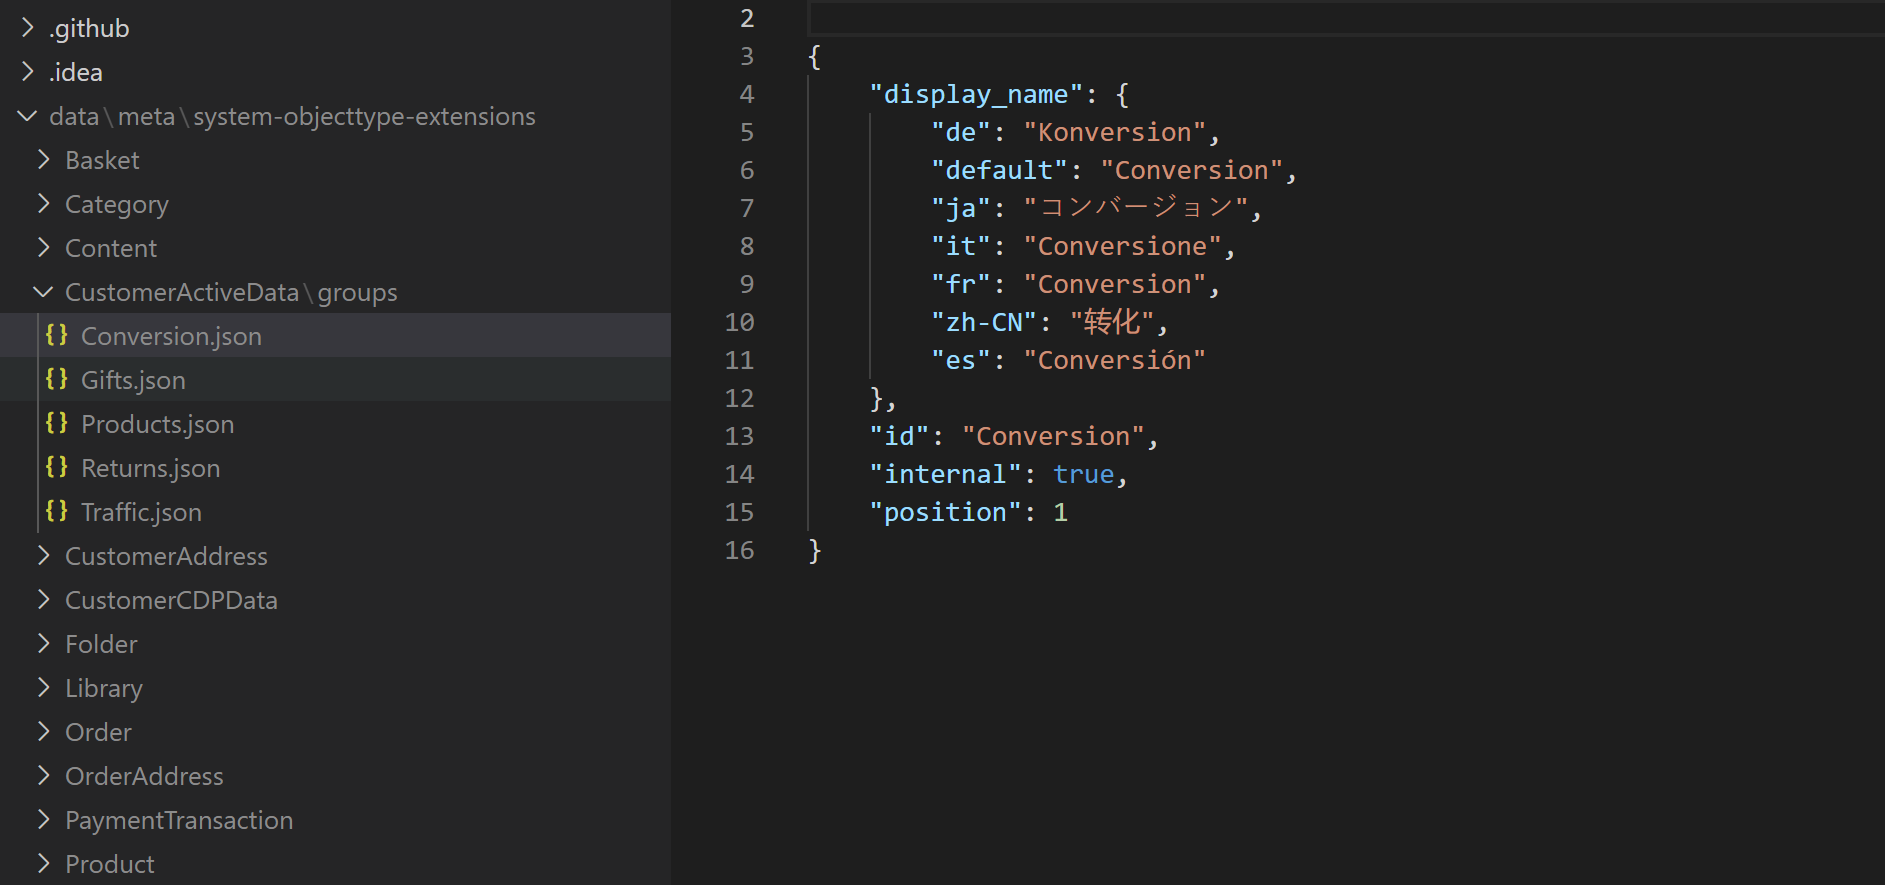 .github
.idea
data\meta\system-objecttype-extensions
Basket
Category
Content
CustomerActiveData\groups
{} Conversion.json
{} Gifts.json
{} Products.json
{} Returns.json
{} Traffic.json
CustomerAddress
CustomerCDPData
Folder
Library
Order
OrderAddress
PaymentTransaction
Product
2
3 {
4 "display_name": {
5 "de": "Konversion",
6 "default": "Conversion",
7 "ja": "コンバージョン",
8 "it": "Conversione",
9 "fr": "Conversion",
10 "zh-CN": "转化",
11 "es": "Conversión"
12 },
13 "id": "Conversion",
14 "internal": true,
15 "position": 1
16 }